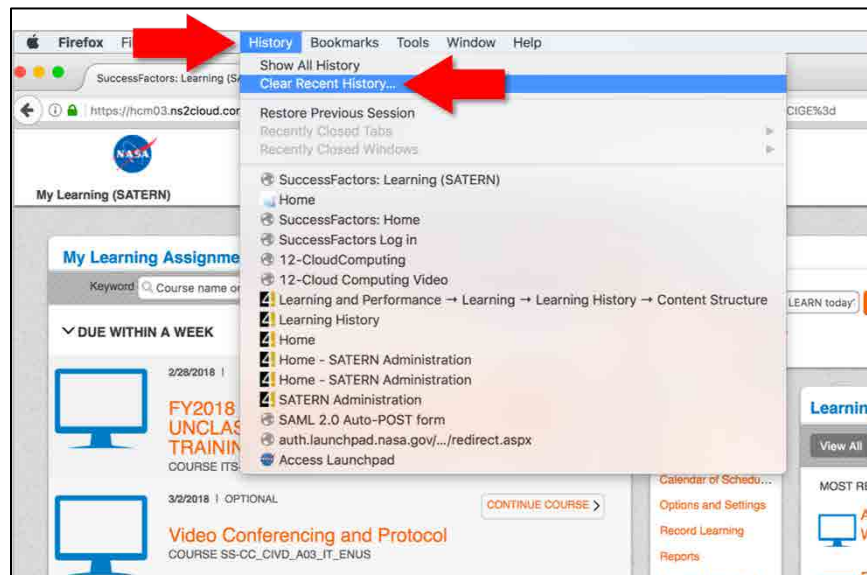 Firefox Fi History Bookmarks Tools Window Help
Show All History
Clear Recent History...
Restore Previous Session
Recently Closed Tabs
Recently Closed Windows
SuccessFactors: Learning (SATERN)
Home
SuccessFactors: Home
SuccessFactors Log in
12-CloudComputing
12-Cloud Computing Video
Learning and Performance → Learning → Learning History → Content Structure
Learning History
Home
Home - SATERN Administration
Home - SATERN Administration
SATERN Administration
SAML 2.0 Auto-POST form
auth.launchpad.nasa.gov/.../redirect.aspx
Access Launchpad
SuccessFactors: Learning (SA
https://hcm03.ns2cloud.cor
CIGE%3d
NASA
My Learning (SATERN)
My Learning Assignme
Keyword Course name or
LEARN today
DUE WITHIN A WEEK
2/28/2018
FY2018
UNCLAS
TRAININ
COURSE ITS-
3/2/2018 | OPTIONAL
CONTINUE COURSE
Video Conferencing and Protocol
COURSE SS-CC_CIVD_A03_IT_ENUS
Calendar of Schedu...
Options and Settings
Record Learning
Reports
Learnin
View All
MOST RE